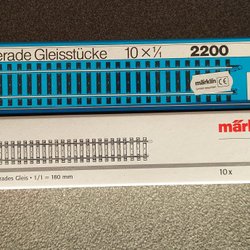 erade Gleisstücke 10 × 1/1 2200
märklin
märk
rades Gleis • 1/1 = 180 mm 10x